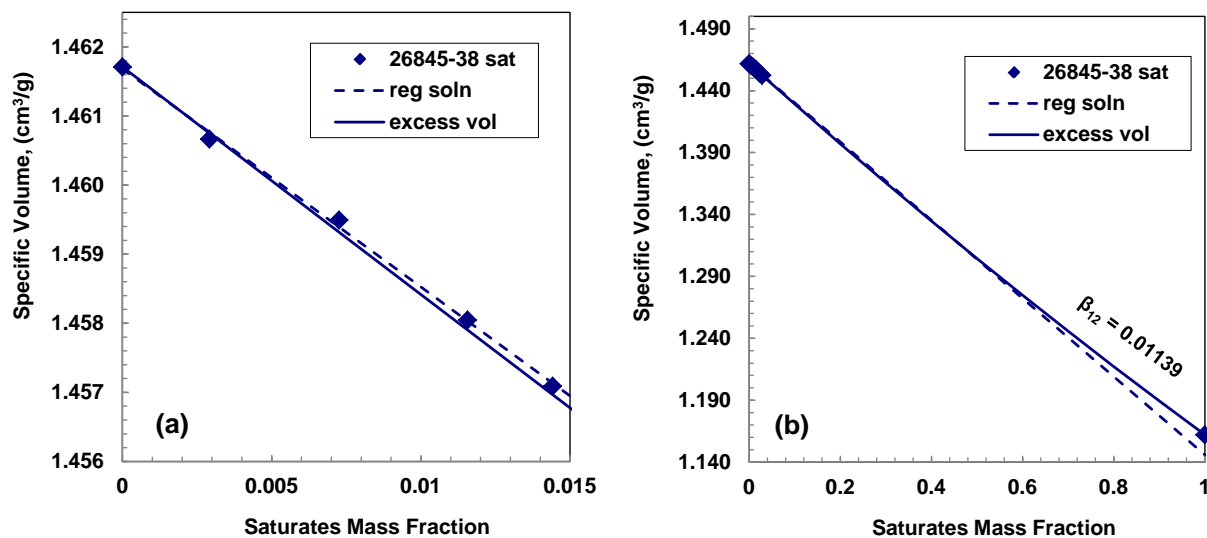 1.462
1.461
1.460
1.459
1.458
1.457
1.456
0
0.005
0.01
0.015
Specific Volume, (cm³/g)
Saturates Mass Fraction
26845-38 sat
reg soln
excess vol
(a)
1.490
1.440
1.390
1.340
1.290
1.240
1.190
1.140
0
0.2
0.4
0.6
0.8
1
Specific Volume, (cm³/g)
Saturates Mass Fraction
26845-38 sat
reg soln
excess vol
β₁₂ = 0.01139
(b)